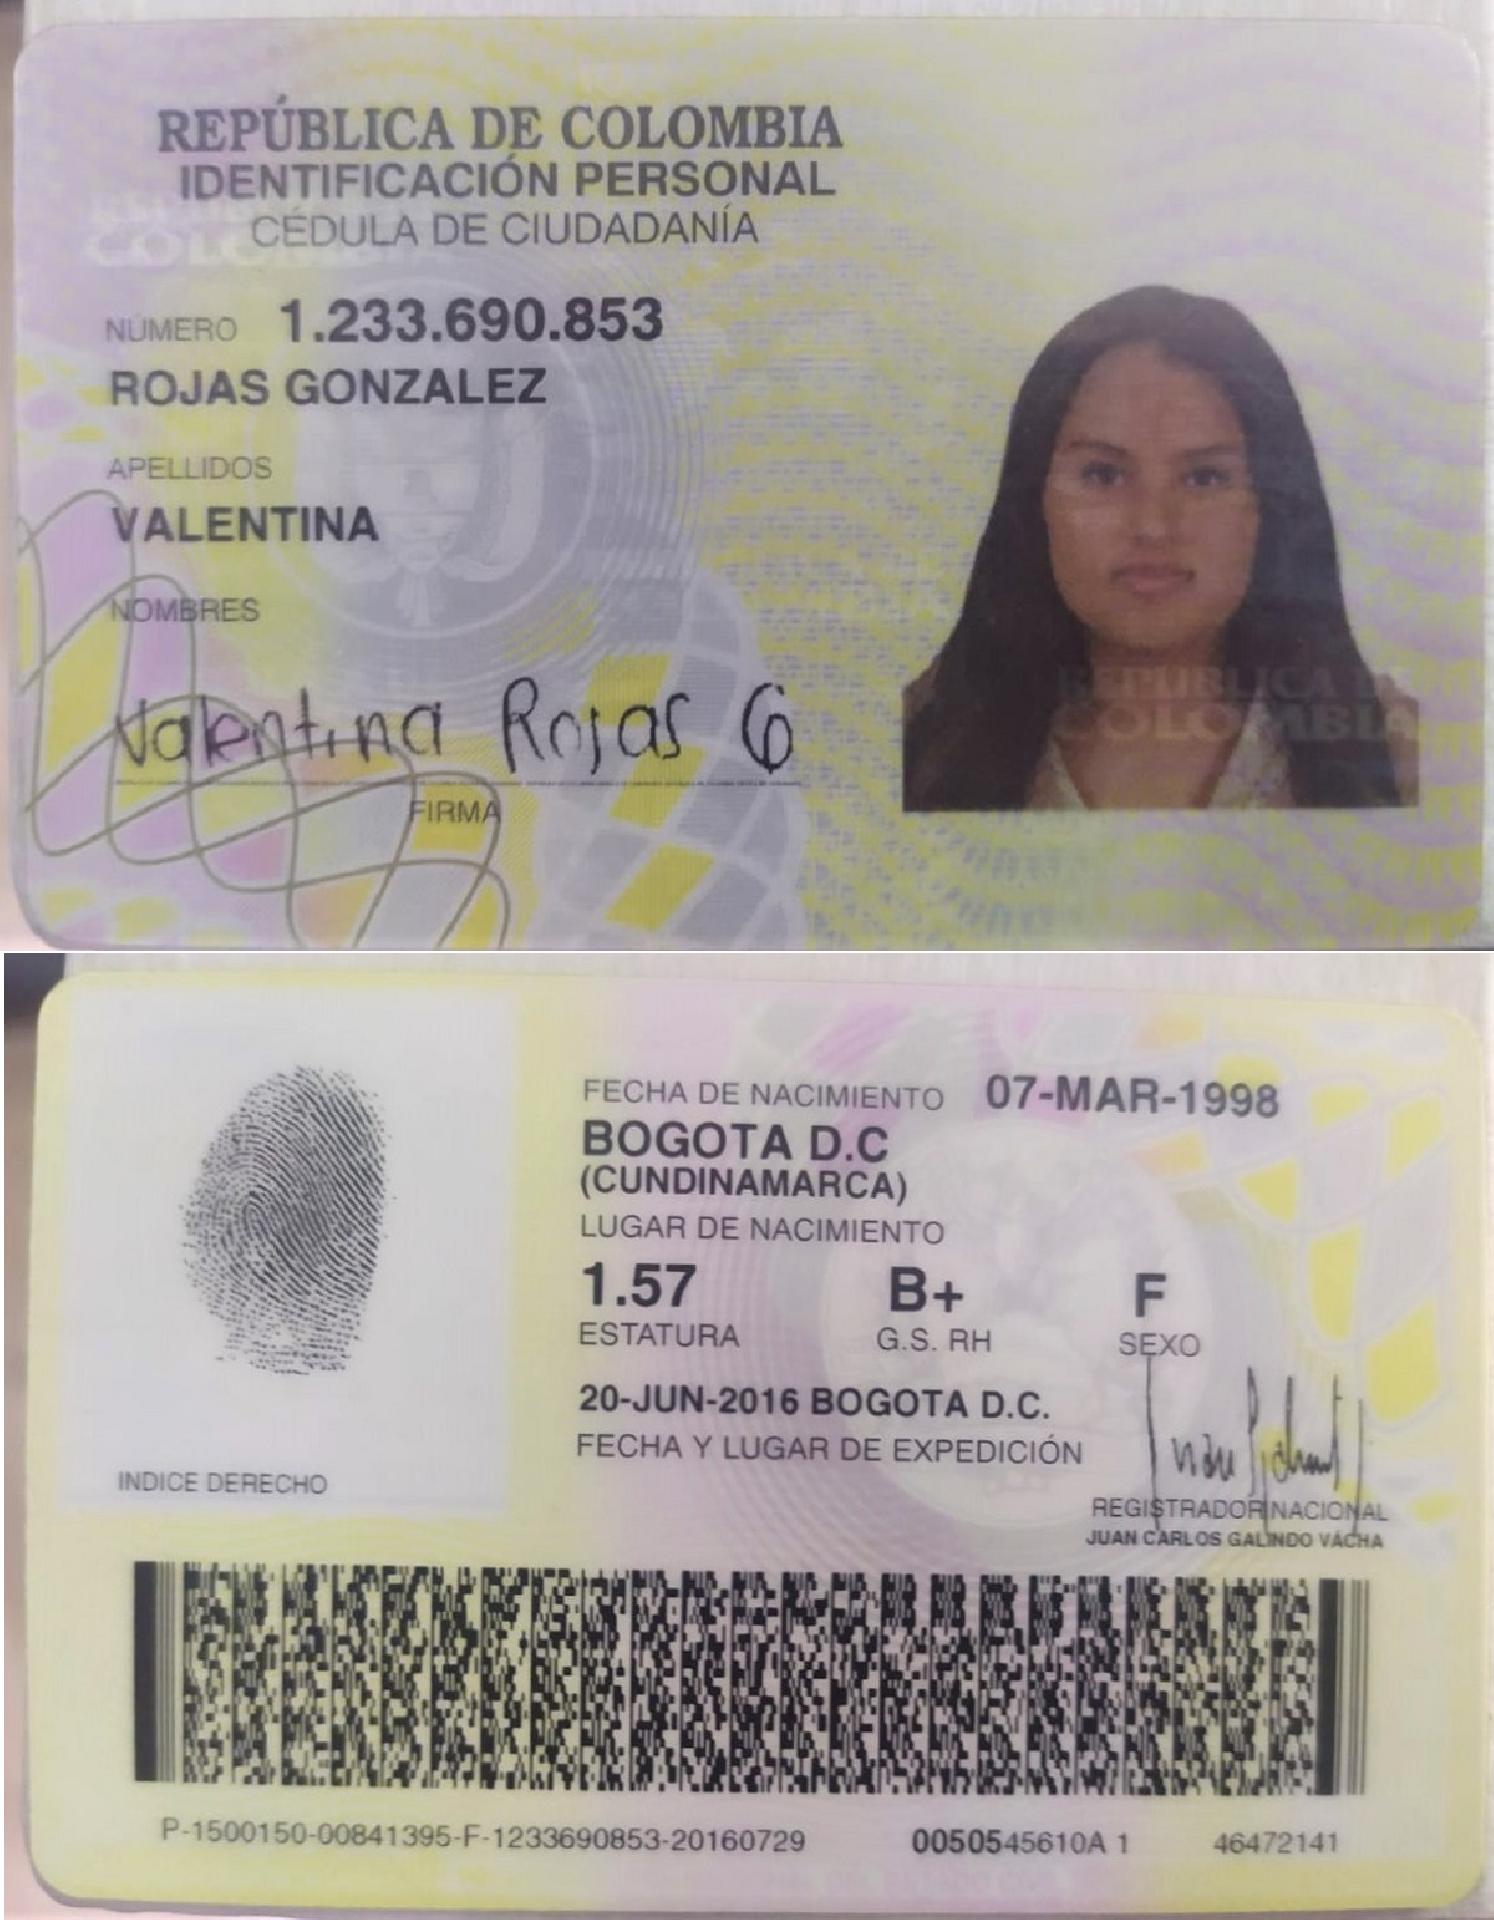 REPÚBLICA DE COLOMBIA
IDENTIFICACIÓN PERSONAL
CÉDULA DE CIUDADANÍA
NÚMERO 1.233.690.853
ROJAS GONZALEZ
APELLIDOS
VALENTINA
NOMBRES
Valentina Rojas G
FIRMA
REPUBLICA DE
COLOMBIA
FECHA DE NACIMIENTO 07-MAR-1998
BOGOTA D.C
(CUNDINAMARCA)
LUGAR DE NACIMIENTO
1.57 B+ F
ESTATURA G.S. RH SEXO
20-JUN-2016 BOGOTA D.C.
FECHA Y LUGAR DE EXPEDICIÓN
INDICE DERECHO
REGISTRADOR NACIONAL
JUAN CARLOS GALINDO VÁCHA
P-1500150-00841395-F-1233690853-20160729 0050545610A 1 46472141